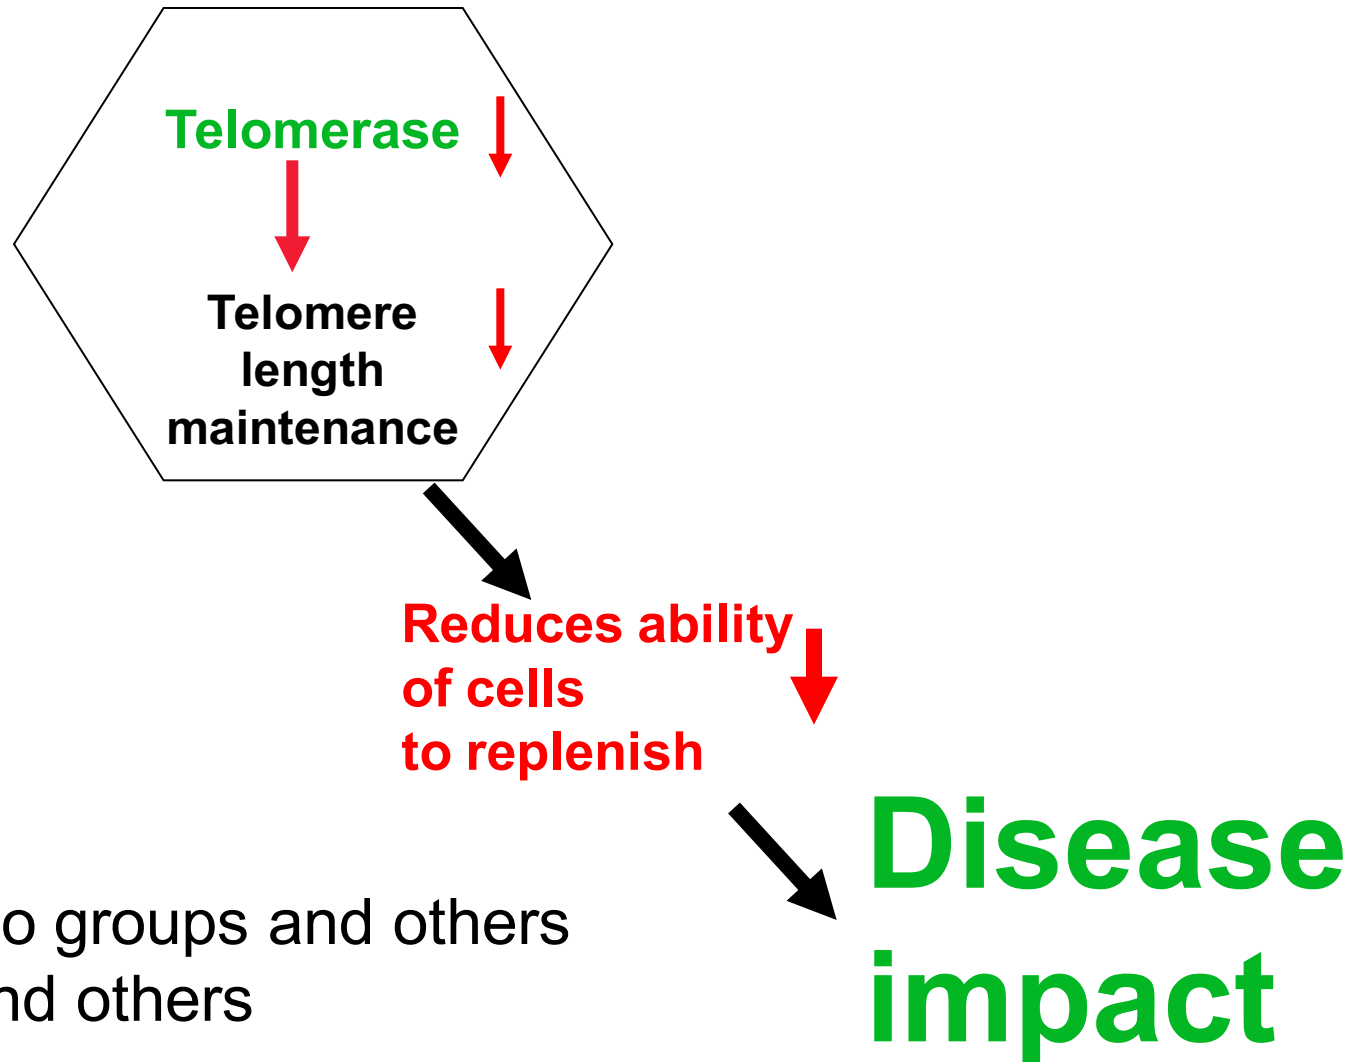 Telomerase
Telomere
length
maintenance
Reduces ability
of cells
to replenish
Disease
impact
o groups and others
nd others